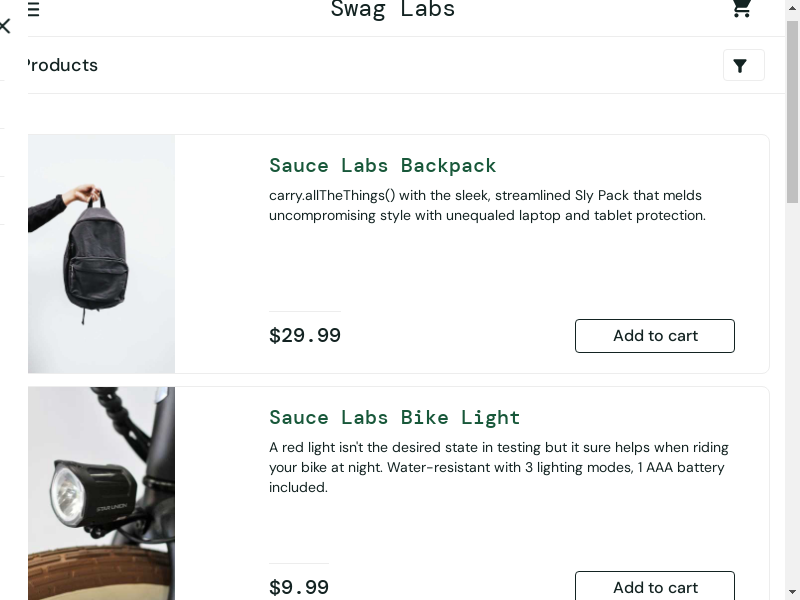 Swag Labs
Products
Sauce Labs Backpack
carry.allTheThings() with the sleek, streamlined Sly Pack that melds
uncompromising style with unequaled laptop and tablet protection.
$29.99
Add to cart
Sauce Labs Bike Light
A red light isn't the desired state in testing but it sure helps when riding
your bike at night. Water-resistant with 3 lighting modes, 1 AAA battery
included.
$9.99
Add to cart